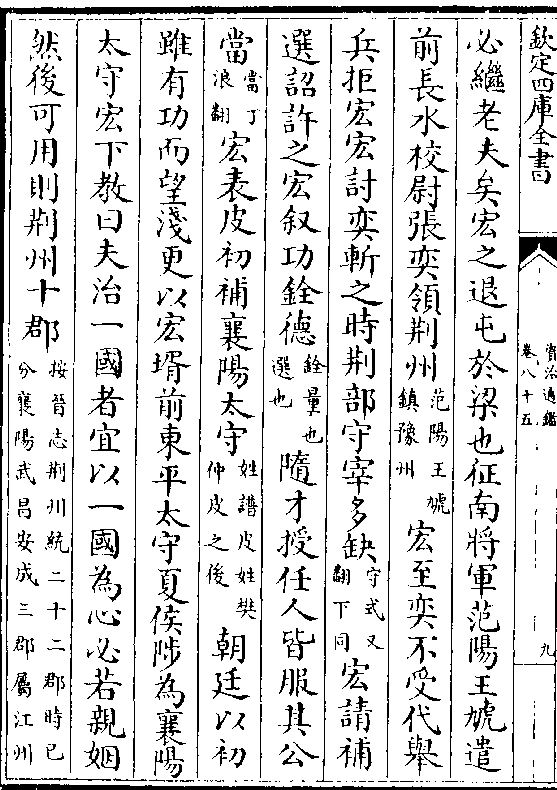 欽定四庫全書
資治通鑑
卷八十五
九
必繼老夫矣宏之退屯於梁也征南將軍范陽王虓遣
前長水校尉張奕領荆州范陽王虓鎮豫州宏至奕不受代舉
兵拒宏宏討奕斬之時荆部守宰多缺守式又翻下同宏請補
選詔許之宏叙功銓德銓量也選也隨才授任人皆服其公
當當丁浪翻宏表皮初補襄陽太守姓譜皮姓樊仲皮之後朝廷以初
雖有功而望淺更以宏壻前東平太守夏侯陟為襄陽
太守宏下教曰夫治一國者宜以一國為心必若親姻
然後可用則荆州十郡按晉志荆州統二十二郡時已分襄陽武昌安成三郡屬江州